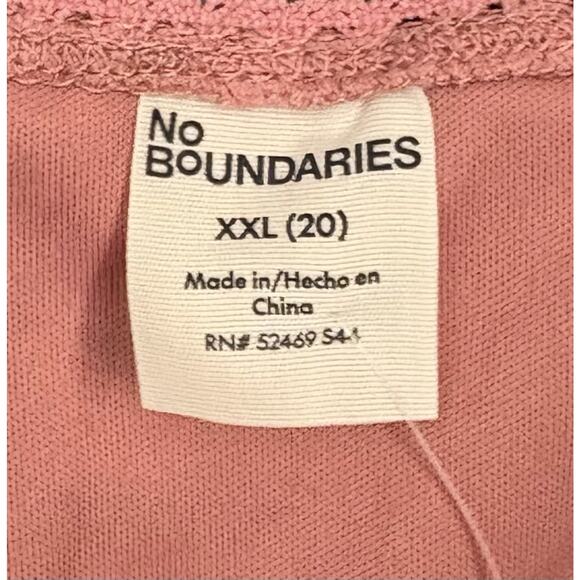 No
BoUNDARIES
XXL (20)
Made in/Hecho en
China
RN# 52469